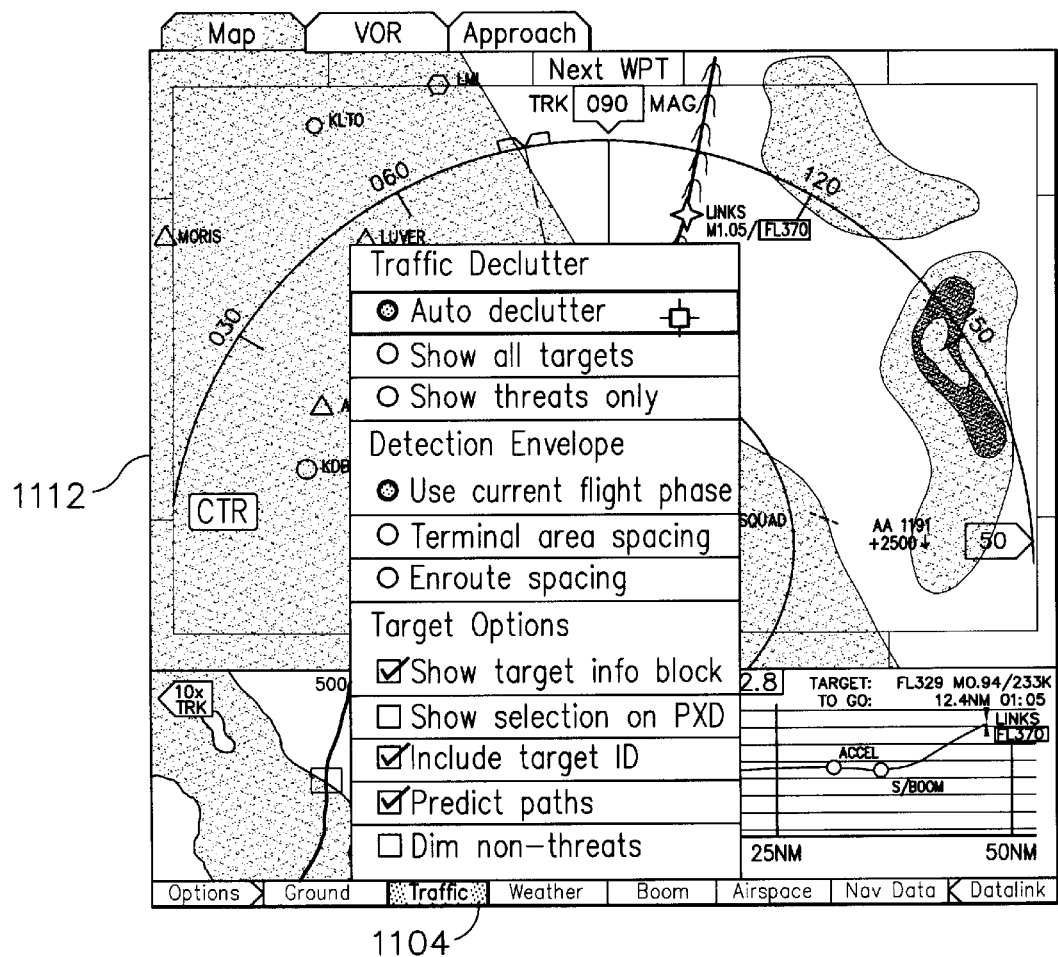 Map
VOR
Approach
Next WPT
LMI
TRK 090 MAG
KLTO
060
120
LINKS
M1.05/FL370
MORIS
LUVER
Traffic Declutter
Auto declutter
030
150
Show all targets
Show threats only
A
Detection Envelope
KDB
Use current flight phase
1112
CTR
SQUAD
AA 1191
+2500↓
50
Terminal area spacing
Enroute spacing
Target Options
Show target info block
10x
TRK
500
2.8
TARGET: FL329 M0.94/233K
TO GO: 12.4NM 01:05
Show selection on PXD
LINKS
FL370
Include target ID
ACCEL
S/BOOM
Predict paths
Dim non-threats
25NM
50NM
Options
Ground
Traffic
Weather
Boom
Airspace
Nav Data
Datalink
1104